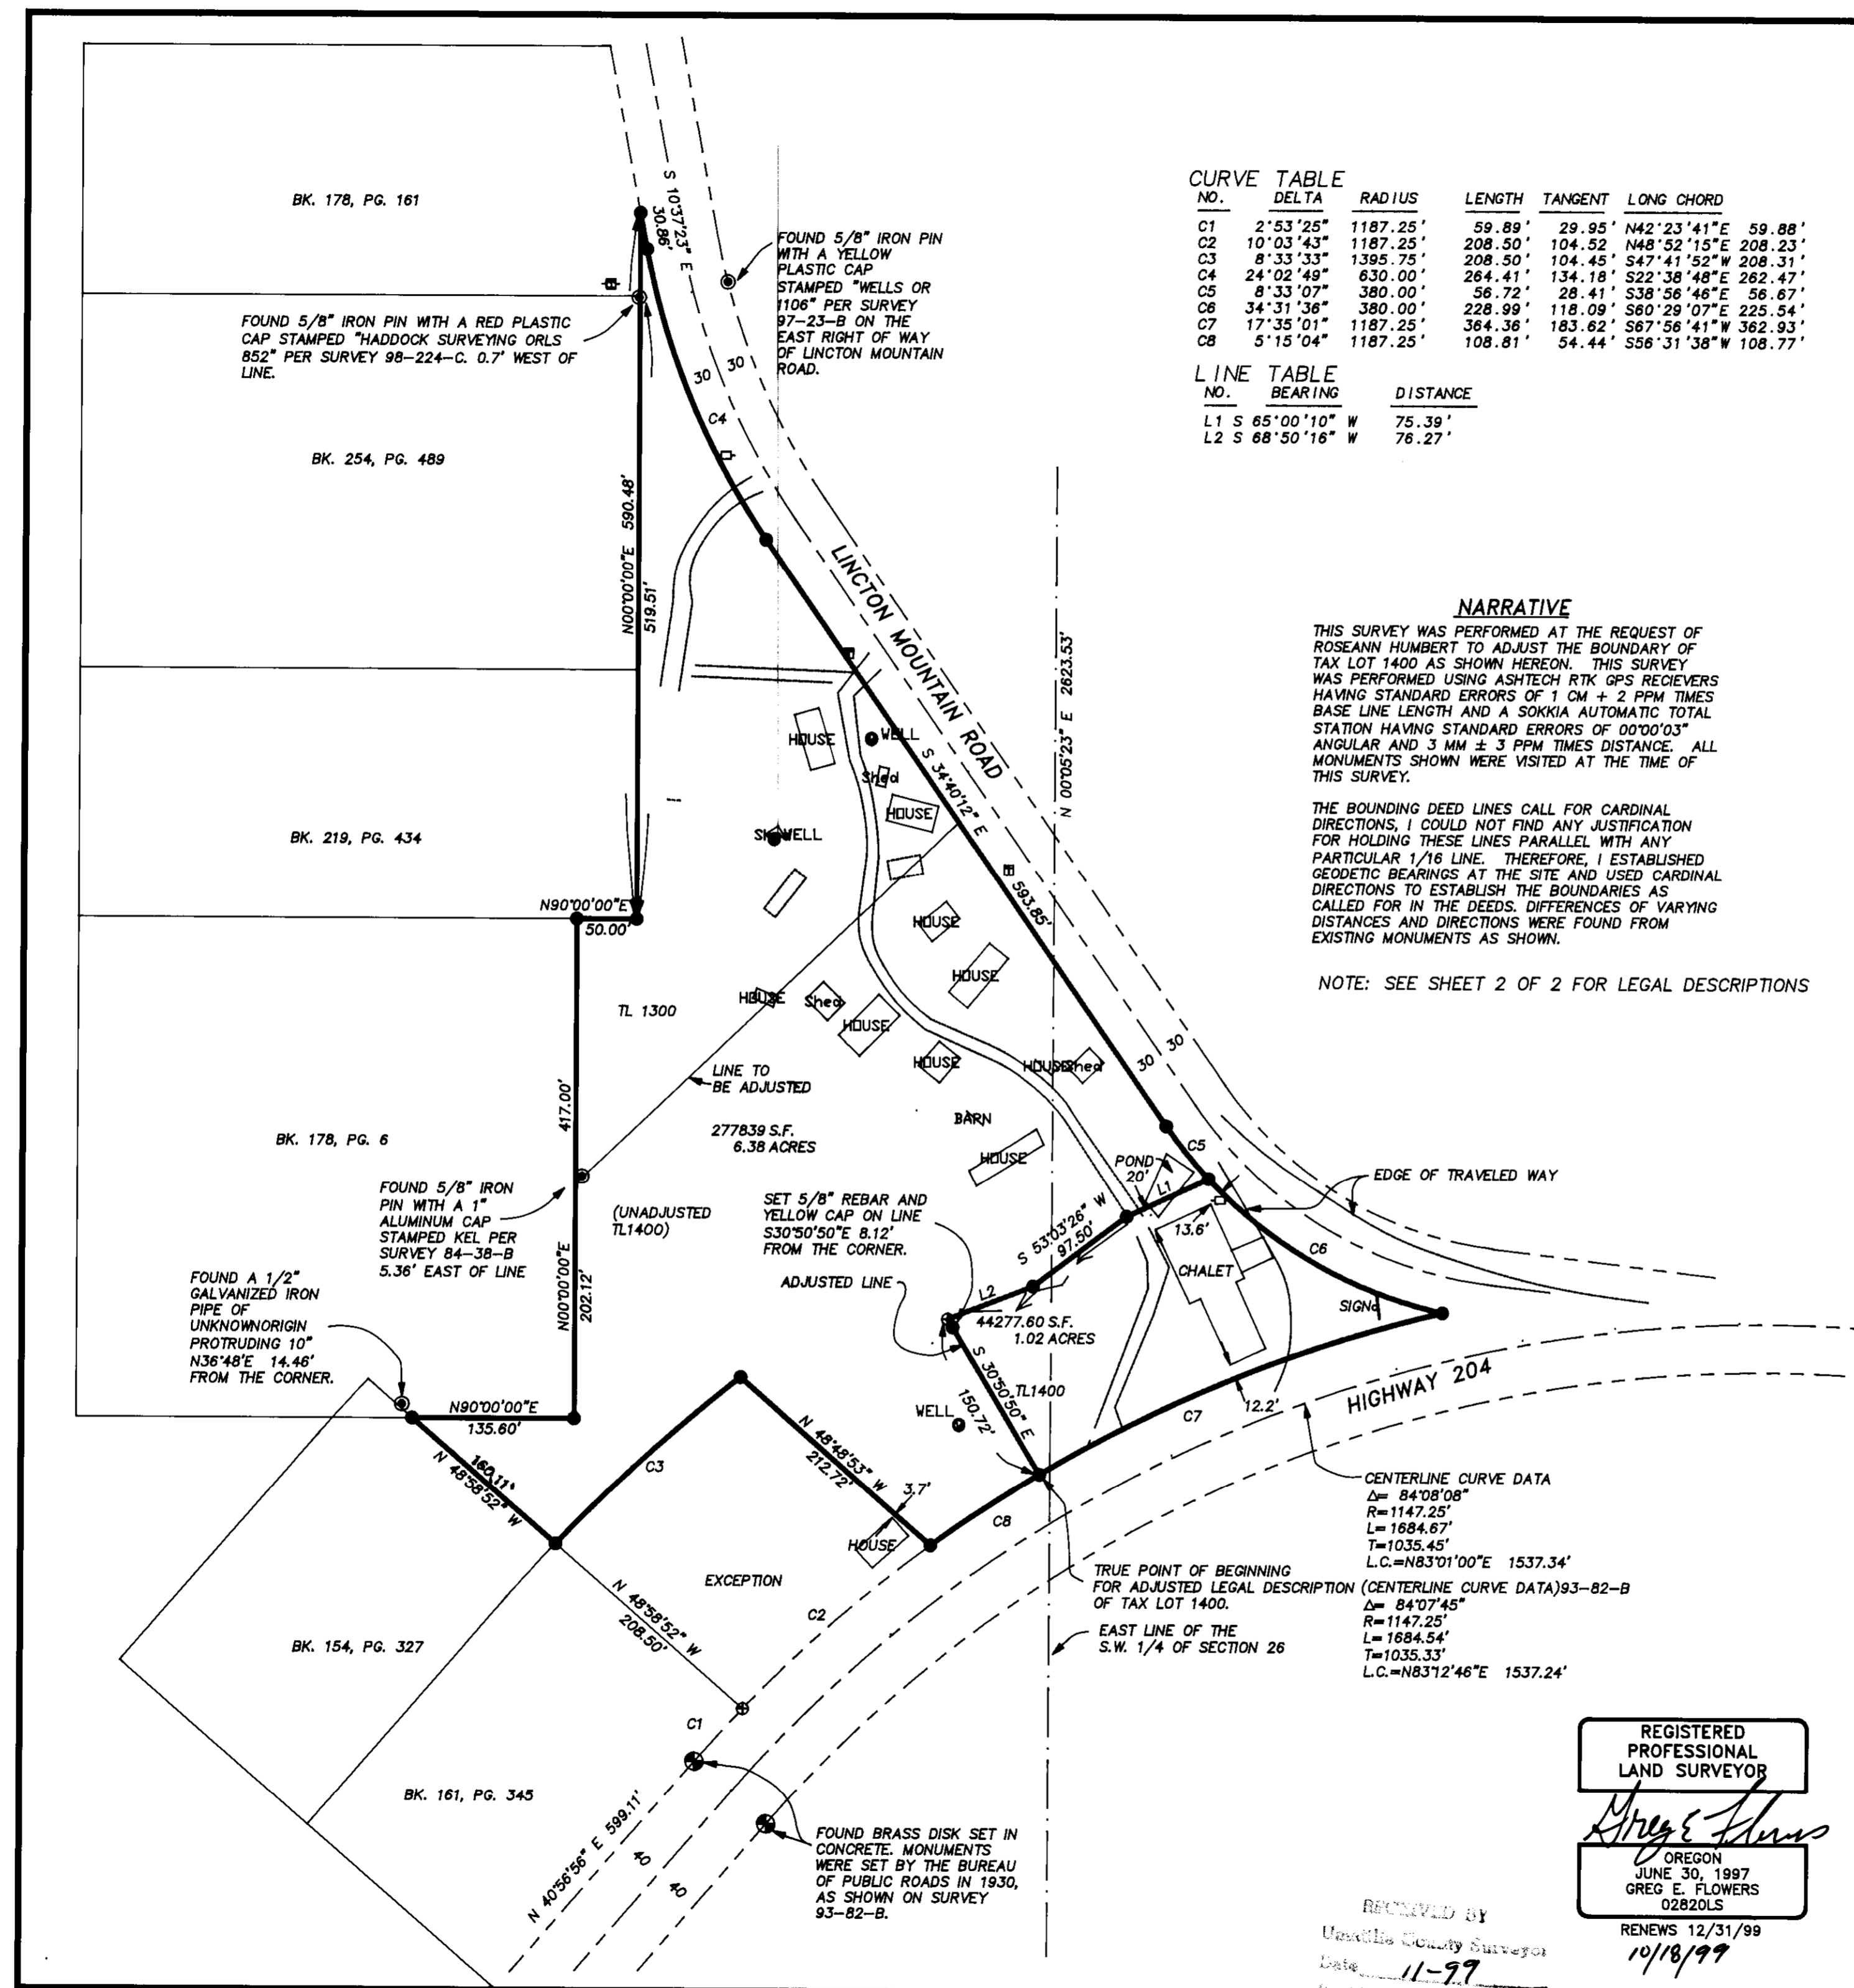 BK. 178, PG. 161
S 10°37'23" E
30.86'
FOUND 5/8" IRON PIN
WITH A YELLOW
PLASTIC CAP
STAMPED "WELLS OR
1106" PER SURVEY
97-23-B ON THE
EAST RIGHT OF WAY
OF LINCTON MOUNTAIN
ROAD.
FOUND 5/8" IRON PIN WITH A RED PLASTIC
CAP STAMPED "HADDOCK SURVEYING ORLS
852" PER SURVEY 98-224-C. 0.7' WEST OF
LINE.
30 30
C4
BK. 254, PG. 489
N00°00'00"E 590.48'
519.51'
CURVE TABLE
NO. DELTA RADIUS LENGTH TANGENT LONG CHORD
C1 2°53'25" 1187.25' 59.89' 29.95' N42°23'41"E 59.88'
C2 10°03'43" 1187.25' 208.50' 104.52 N48°52'15"E 208.23'
C3 8°33'33" 1395.75' 208.50' 104.45' S47°41'52"W 208.31'
C4 24°02'49" 630.00' 264.41' 134.18' S22°38'48"E 262.47'
C5 8°33'07" 380.00' 56.72' 28.41' S38°56'46"E 56.67'
C6 34°31'36" 380.00' 228.99' 118.09' S60°29'07"E 225.54'
C7 17°35'01" 1187.25' 364.36' 183.62' S67°56'41"W 362.93'
C8 5°15'04" 1187.25' 108.81' 54.44' S56°31'38"W 108.77'
LINE TABLE
NO. BEARING DISTANCE
L1 S 65°00'10" W 75.39'
L2 S 68°50'16" W 76.27'
LINCTON MOUNTAIN ROAD
N 00°05'23" E 2623.53'
NARRATIVE
THIS SURVEY WAS PERFORMED AT THE REQUEST OF
ROSEANN HUMBERT TO ADJUST THE BOUNDARY OF
TAX LOT 1400 AS SHOWN HEREON. THIS SURVEY
WAS PERFORMED USING ASHTECH RTK GPS RECIEVERS
HAVING STANDARD ERRORS OF 1 CM + 2 PPM TIMES
BASE LINE LENGTH AND A SOKKIA AUTOMATIC TOTAL
STATION HAVING STANDARD ERRORS OF 00°00'03"
ANGULAR AND 3 MM ± 3 PPM TIMES DISTANCE. ALL
MONUMENTS SHOWN WERE VISITED AT THE TIME OF
THIS SURVEY.
THE BOUNDING DEED LINES CALL FOR CARDINAL
DIRECTIONS, I COULD NOT FIND ANY JUSTIFICATION
FOR HOLDING THESE LINES PARALLEL WITH ANY
PARTICULAR 1/16 LINE. THEREFORE, I ESTABLISHED
GEODETIC BEARINGS AT THE SITE AND USED CARDINAL
DIRECTIONS TO ESTABLISH THE BOUNDARIES AS
CALLED FOR IN THE DEEDS. DIFFERENCES OF VARYING
DISTANCES AND DIRECTIONS WERE FOUND FROM
EXISTING MONUMENTS AS SHOWN.
NOTE: SEE SHEET 2 OF 2 FOR LEGAL DESCRIPTIONS
HOUSE
WELL
Shed
S 34°40'12" E
593.85'
HOUSE
WELL
BK. 219, PG. 434
N90°00'00"E
50.00'
HOUSE
HOUSE
HOUSE
Shed
HOUSE
TL 1300
HOUSE
HOUSE
Shed
30 30
LINE TO
BE ADJUSTED
417.00'
277839 S.F.
6.38 ACRES
BARN
HOUSE
BK. 178, PG. 6
C5
POND
20'
L1
EDGE OF TRAVELED WAY
FOUND 5/8" IRON
PIN WITH A 1"
ALUMINUM CAP
STAMPED KEL PER
SURVEY 84-38-B
5.36' EAST OF LINE
(UNADJUSTED
TL1400)
SET 5/8" REBAR AND
YELLOW CAP ON LINE
S30°50'50"E 8.12'
FROM THE CORNER.
S 53°03'26" W
97.50'
13.6'
C6
CHALET
SIGN
ADJUSTED LINE
L2
44277.60 S.F.
1.02 ACRES
N00°00'00"E
202.12'
FOUND A 1/2"
GALVANIZED IRON
PIPE OF
UNKNOWNORIGIN
PROTRUDING 10"
N36°48'E 14.46'
FROM THE CORNER.
N90°00'00"E
135.60'
S 30°50'50" E
150.72'
TL1400
WELL
HIGHWAY 204
C7
12.2'
160.11'
N 48°58'52" W
C3
N 48°48'53" W
212.72'
3.7'
HOUSE
C8
CENTERLINE CURVE DATA
Δ= 84°08'08"
R=1147.25'
L=1684.67'
T=1035.45'
L.C.=N83°01'00"E 1537.34'
EXCEPTION
C2
TRUE POINT OF BEGINNING
FOR ADJUSTED LEGAL DESCRIPTION
OF TAX LOT 1400.
(CENTERLINE CURVE DATA)93-82-B
Δ= 84°07'45"
R=1147.25'
L=1684.54'
T=1035.33'
L.C.=N83°12'46"E 1537.24'
EAST LINE OF THE
S.W. 1/4 OF SECTION 26
N 48°58'52" W
208.50'
BK. 154, PG. 327
C1
BK. 161, PG. 345
N 40°56'56" E 599.11'
40
40
FOUND BRASS DISK SET IN
CONCRETE. MONUMENTS
WERE SET BY THE BUREAU
OF PUBLIC ROADS IN 1930,
AS SHOWN ON SURVEY
93-82-B.
REGISTERED
PROFESSIONAL
LAND SURVEYOR
Greg E Flowers
OREGON
JUNE 30, 1997
GREG E. FLOWERS
02820LS
RENEWS 12/31/99
10/18/99
RECEIVED BY
Umatilla County Surveyor
Date 11-99